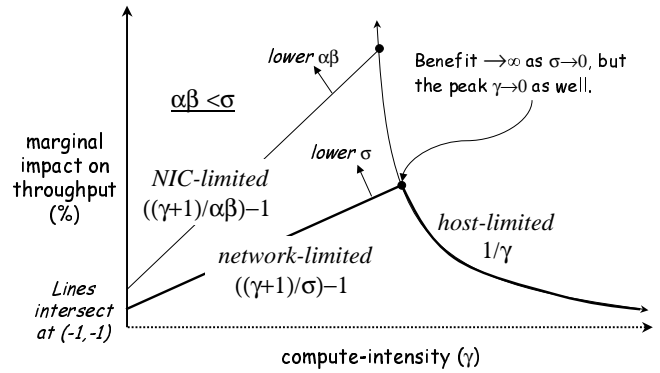 lower αβ
Benefit →∞ as σ→0, but
the peak γ→0 as well.
αβ <σ
marginal
impact on
throughput
(%)
lower σ
NIC-limited
((γ+1)/αβ)−1
host-limited
1/γ
network-limited
((γ+1)/σ)−1
Lines
intersect
at (-1,-1)
compute-intensity (γ)